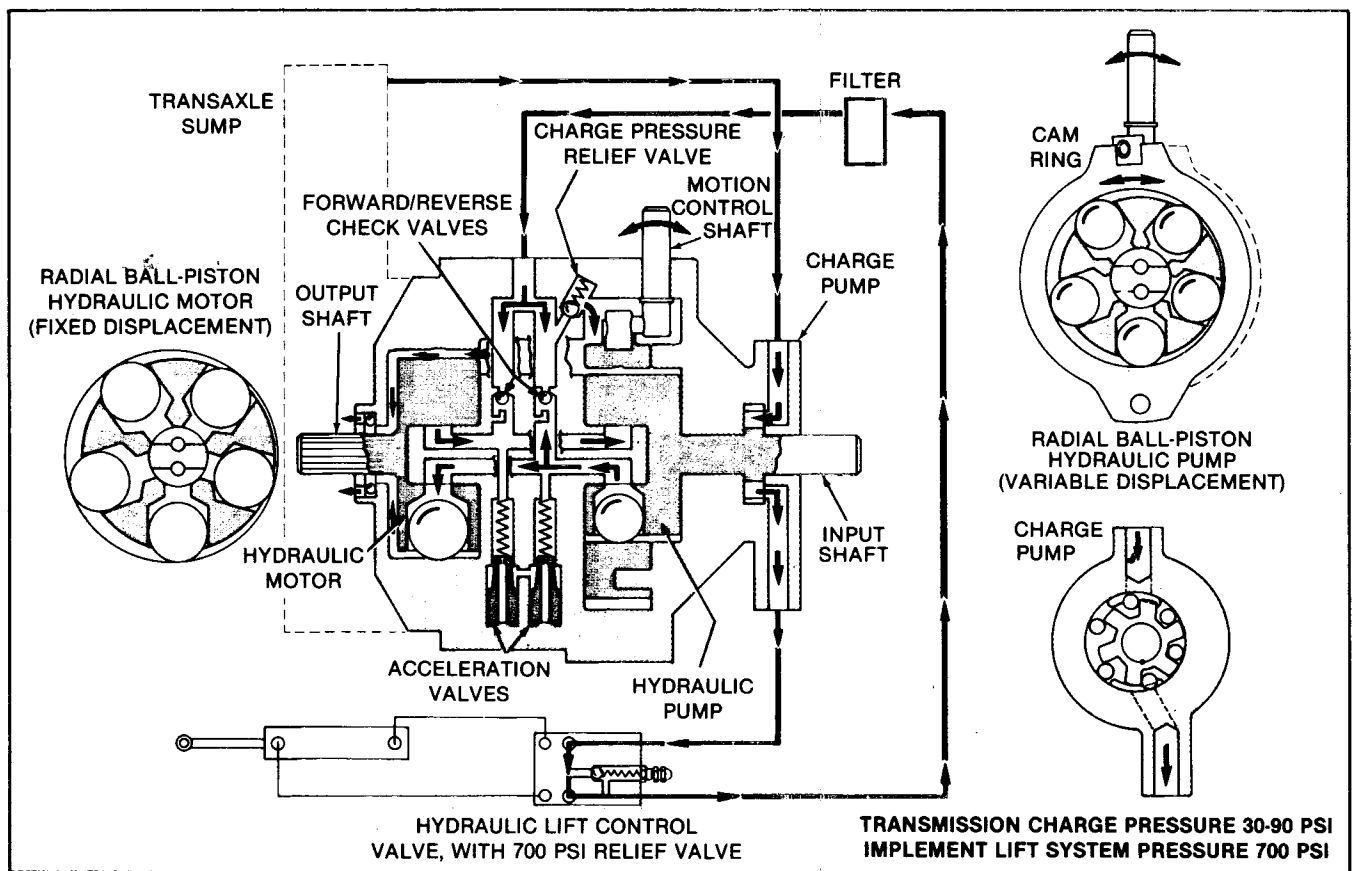 TRANSAXLE
SUMP
FILTER
CHARGE PRESSURE
RELIEF VALVE
CAM
RING
FORWARD/REVERSE
CHECK VALVES
MOTION
CONTROL
SHAFT
RADIAL BALL-PISTON
HYDRAULIC MOTOR
(FIXED DISPLACEMENT)
OUTPUT
SHAFT
CHARGE
PUMP
RADIAL BALL-PISTON
HYDRAULIC PUMP
(VARIABLE DISPLACEMENT)
HYDRAULIC
MOTOR
INPUT
SHAFT
CHARGE
PUMP
ACCELERATION
VALVES
HYDRAULIC
PUMP
HYDRAULIC LIFT CONTROL
VALVE, WITH 700 PSI RELIEF VALVE
TRANSMISSION CHARGE PRESSURE 30-90 PSI
IMPLEMENT LIFT SYSTEM PRESSURE 700 PSI